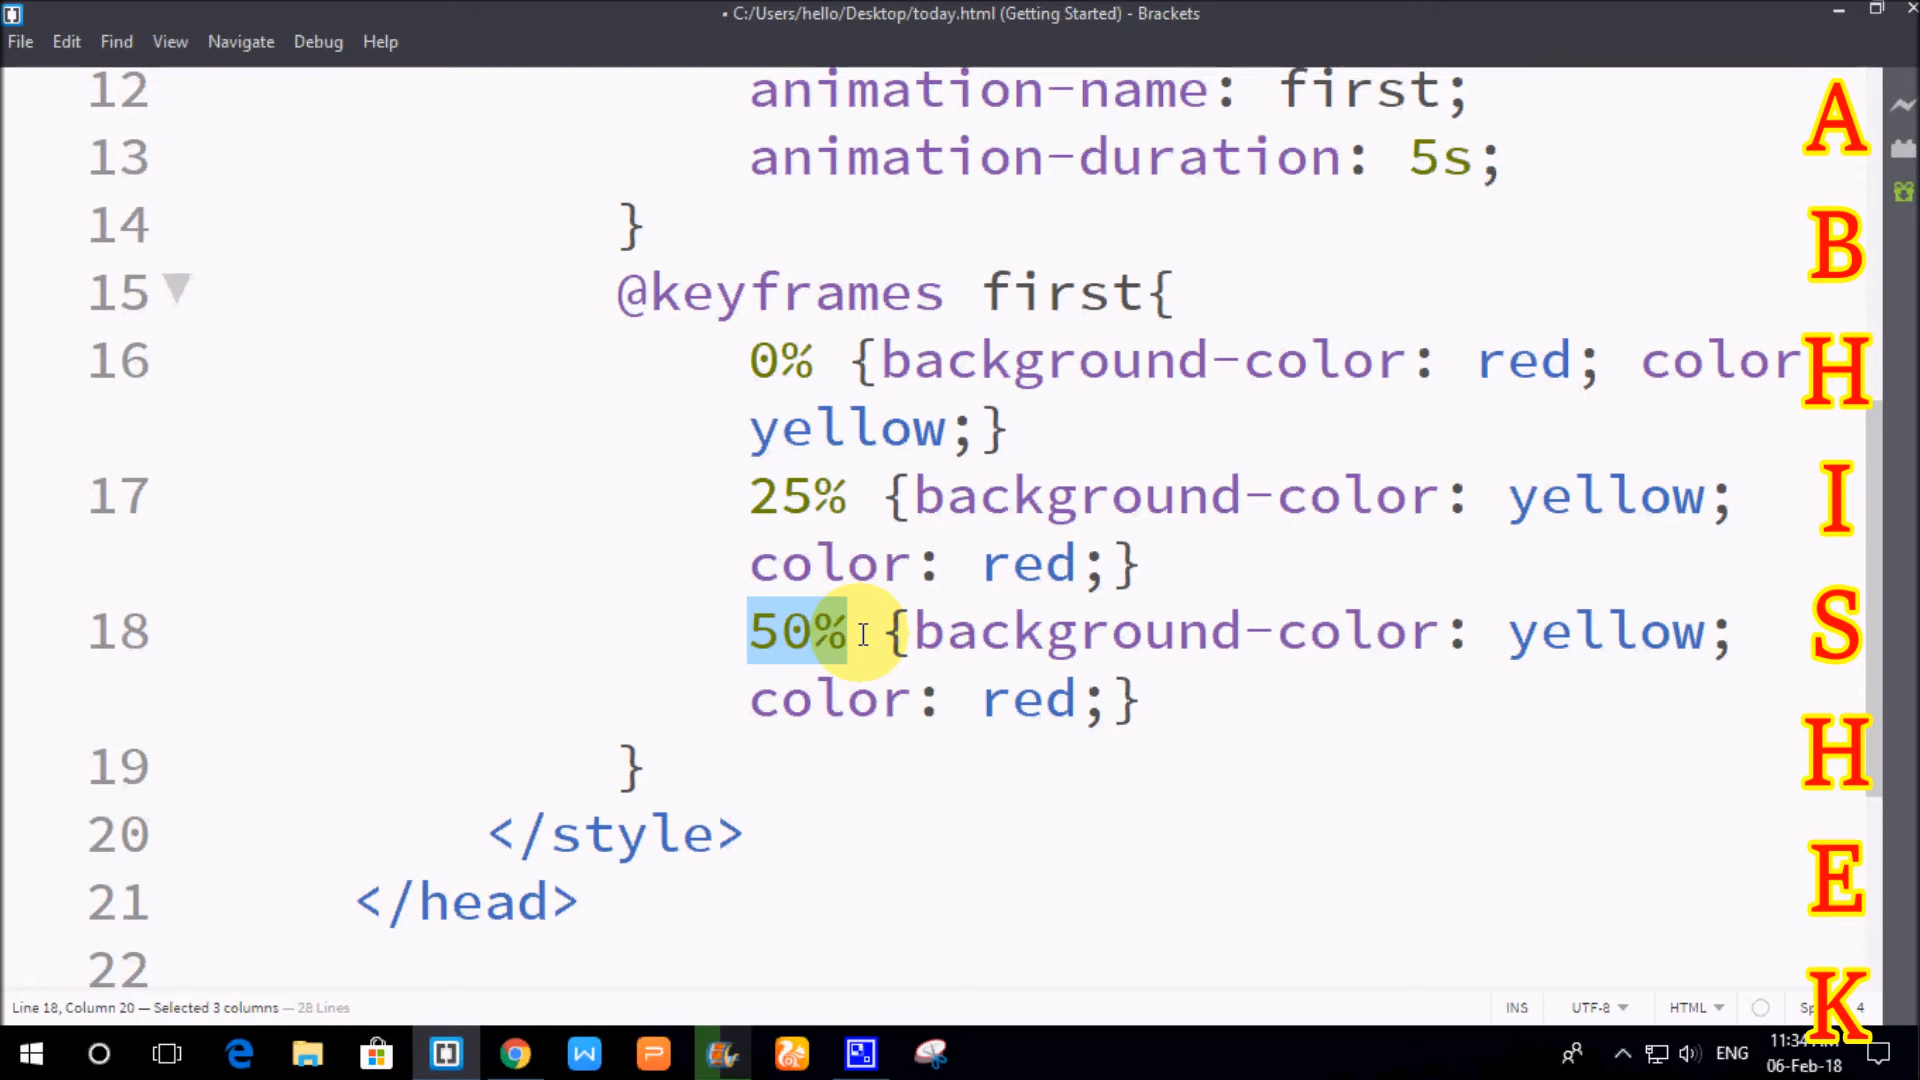 • C:/Users/hello/Desktop/today.html (Getting Started) - Brackets
File Edit Find View Navigate Debug Help
12 animation-name: first;
13 animation-duration: 5s;
14 }
15 @keyframes first{
16 0% {background-color: red; color
yellow;}
17 25% {background-color: yellow;
color: red;}
18 50% {background-color: yellow;
color: red;}
19 }
20 </style>
21 </head>
22
A
B
H
I
S
H
E
K
Line 18, Column 20 — Selected 3 columns — 28 Lines
INS UTF-8 HTML 4
ENG
11:34
06-Feb-18